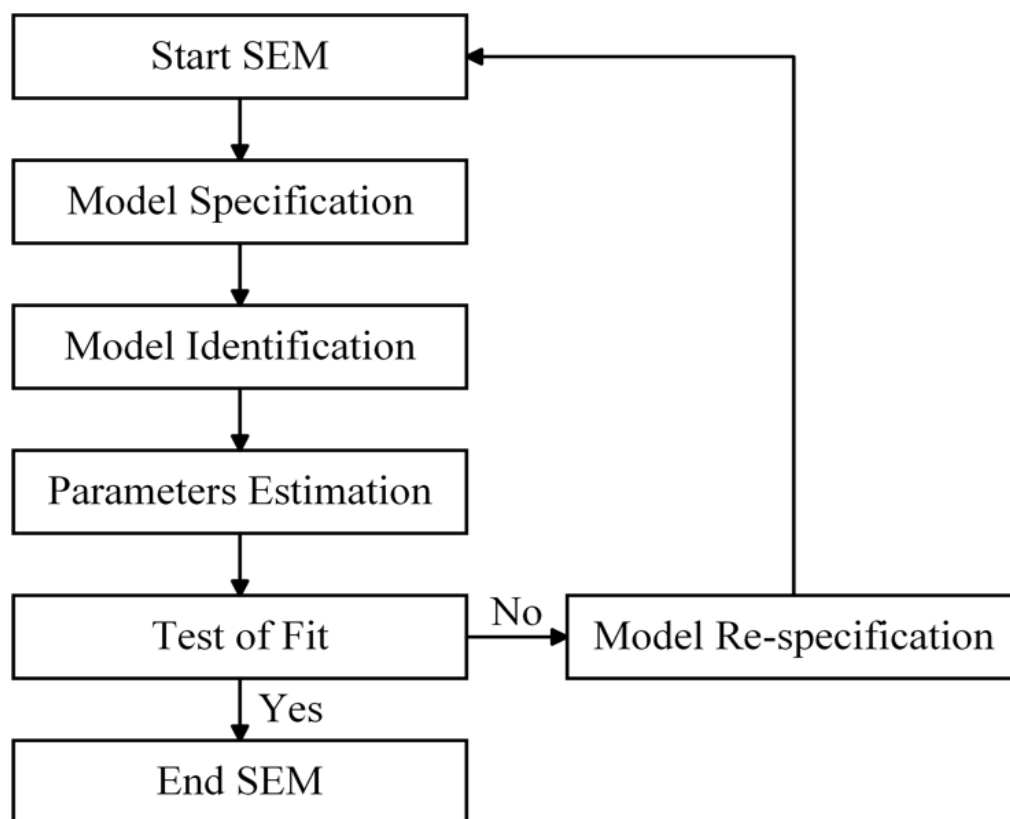 Start SEM
Model Specification
Model Identification
Parameters Estimation
Test of Fit
No
Model Re-specification
Yes
End SEM